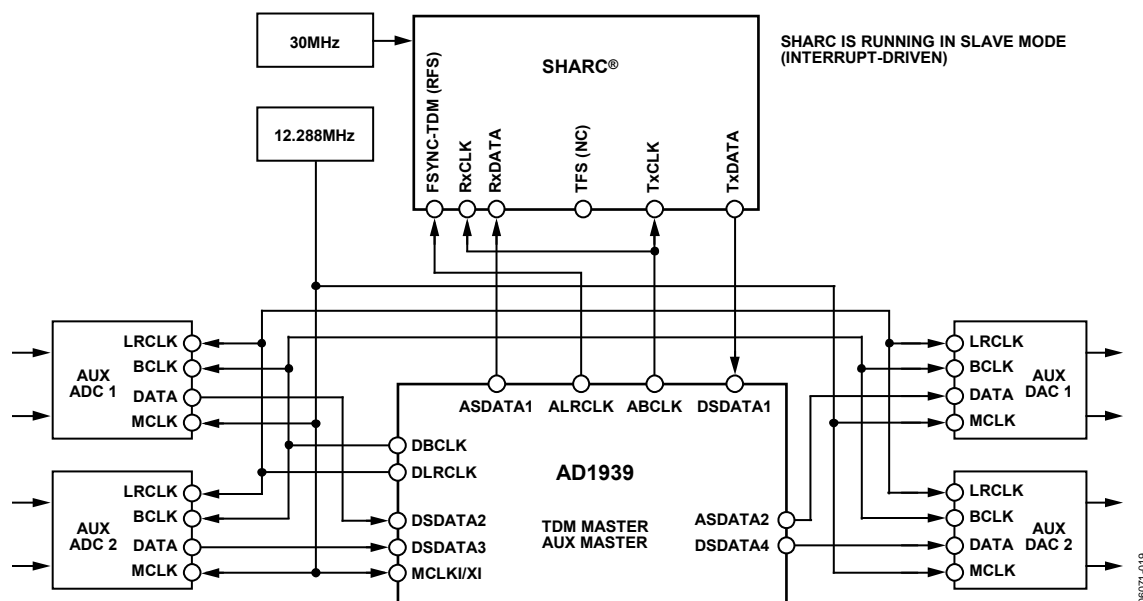 30MHz
12.288MHz
SHARC®
SHARC IS RUNNING IN SLAVE MODE
(INTERRUPT-DRIVEN)
FSYNC-TDM (RFS)
RxCLK
RxDATA
TFS (NC)
TxCLK
TxDATA
LRCLK
BCLK
DATA
MCLK
AUX
ADC 1
LRCLK
BCLK
DATA
MCLK
AUX
ADC 2
ASDATA1
ALRCLK
ABCLK
DSDATA1
DBCLK
DLRCLK
DSDATA2
DSDATA3
MCLKI/XI
AD1939
TDM MASTER
AUX MASTER
ASDATA2
DSDATA4
LRCLK
BCLK
DATA
MCLK
AUX
DAC 1
LRCLK
BCLK
DATA
MCLK
AUX
DAC 2
06071-019